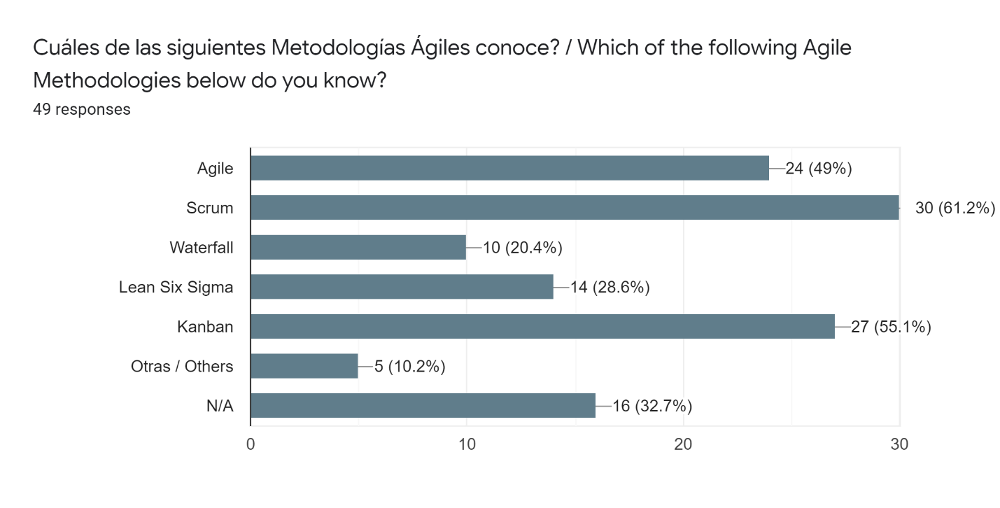 Cuáles de las siguientes Metodologías Ágiles conoce? / Which of the following Agile
Methodologies below do you know?
49 responses
Agile 24 (49%)
Scrum 30 (61.2%)
Waterfall 10 (20.4%)
Lean Six Sigma 14 (28.6%)
Kanban 27 (55.1%)
Otras / Others 5 (10.2%)
N/A 16 (32.7%)
0 10 20 30